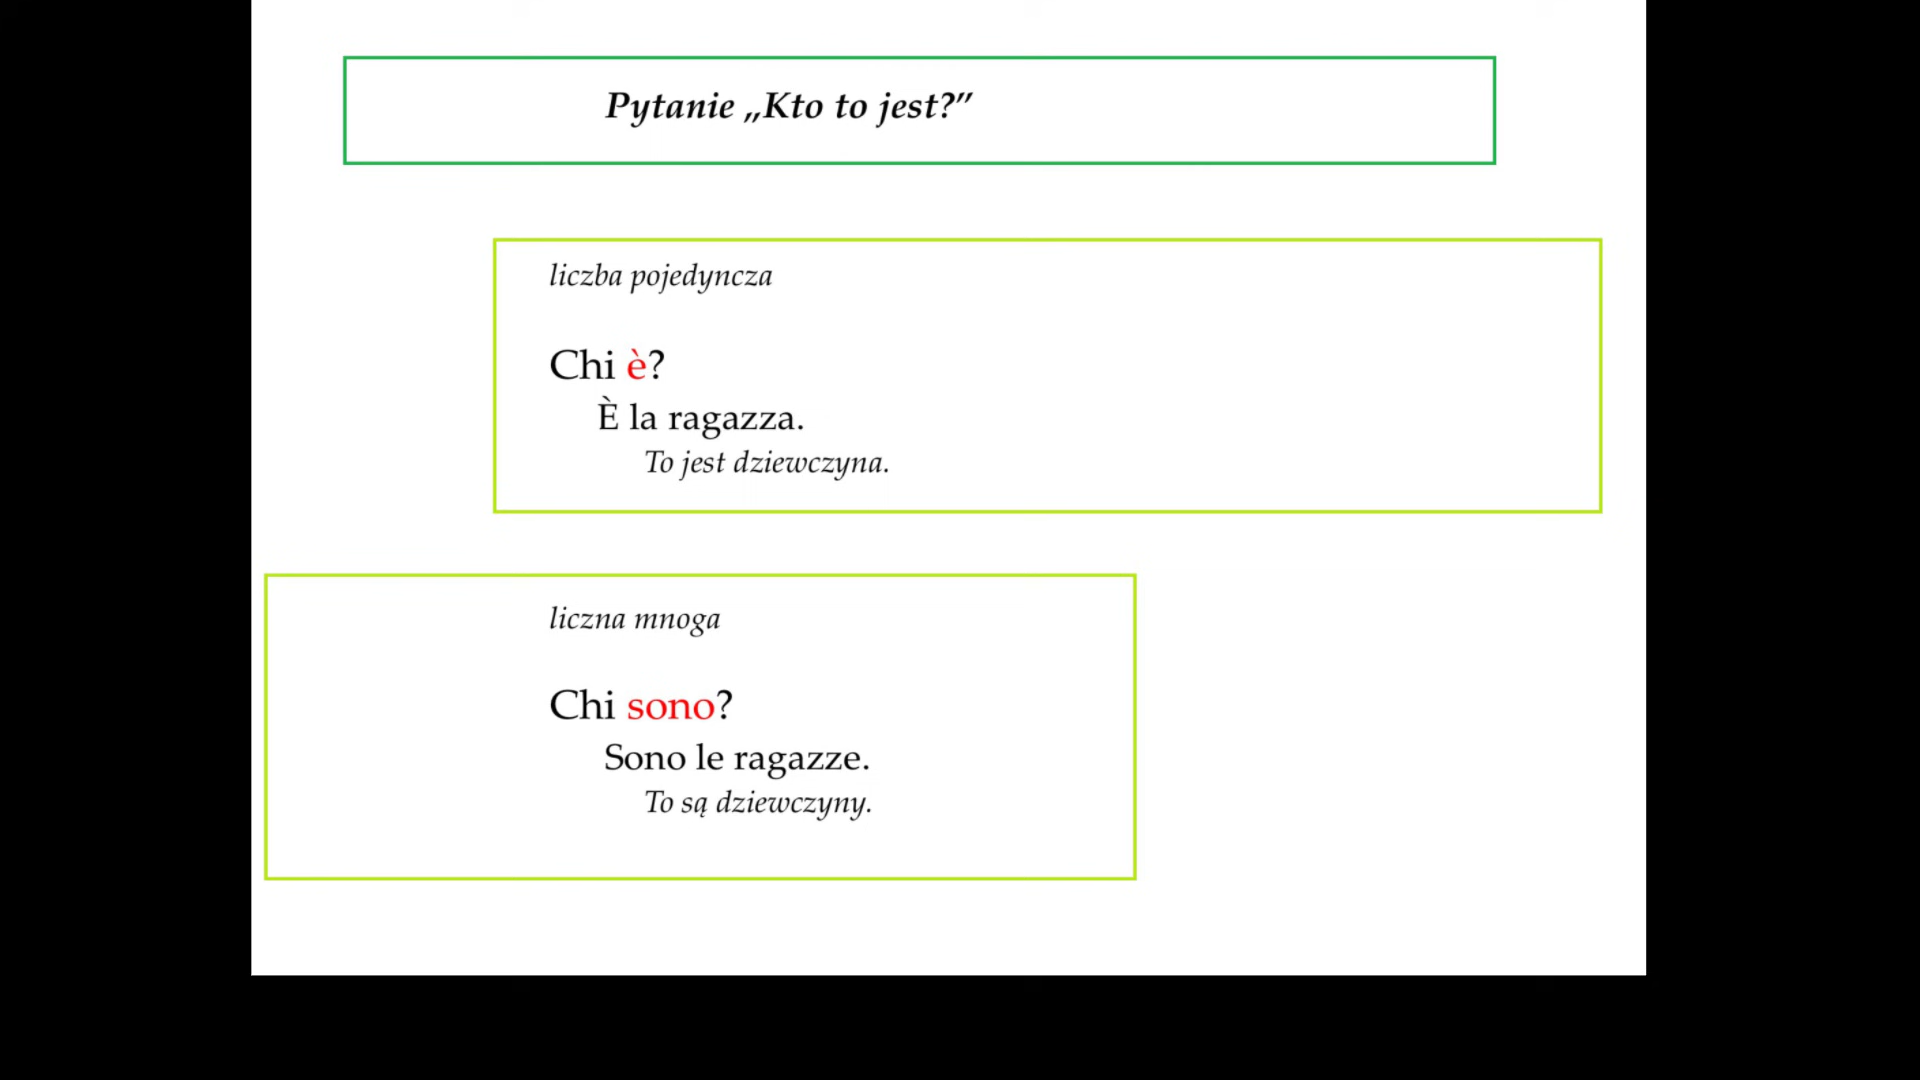 Pytanie „Kto to jest?”
liczba pojedyncza
Chi è?
È la ragazza.
To jest dziewczyna.
liczna mnoga
Chi sono?
Sono le ragazze.
To są dziewczyny.